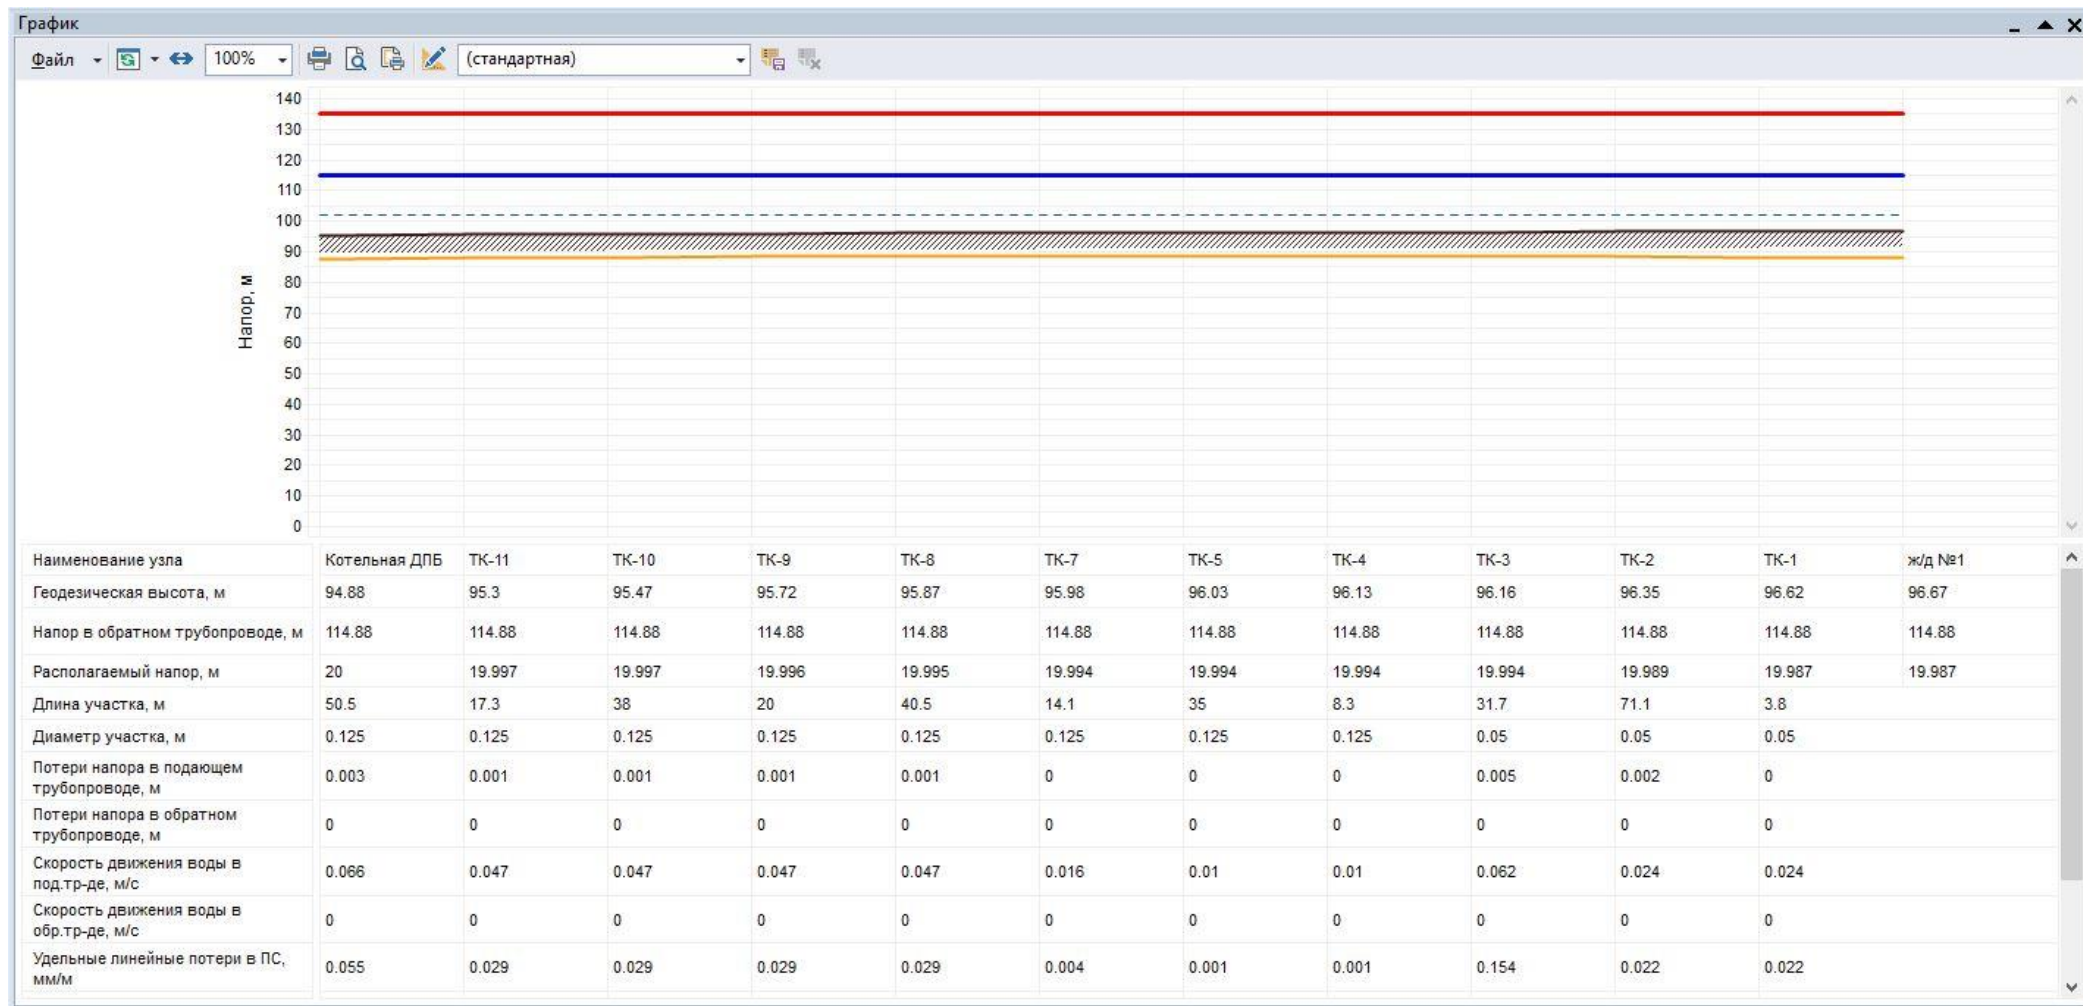 График
Файл 100% (стандартная)
140
130
120
110
100
90
80
70
60
50
40
30
20
10
0
Напор, м
Наименование узла Котельная ДПБ ТК-11 ТК-10 ТК-9 ТК-8 ТК-7 ТК-5 ТК-4 ТК-3 ТК-2 ТК-1 ж/д №1
Геодезическая высота, м 94.88 95.3 95.47 95.72 95.87 95.98 96.03 96.13 96.16 96.35 96.62 96.67
Напор в обратном трубопроводе, м 114.88 114.88 114.88 114.88 114.88 114.88 114.88 114.88 114.88 114.88 114.88 114.88
Располагаемый напор, м 20 19.997 19.997 19.996 19.995 19.994 19.994 19.994 19.994 19.989 19.987 19.987
Длина участка, м 50.5 17.3 38 20 40.5 14.1 35 8.3 31.7 71.1 3.8
Диаметр участка, м 0.125 0.125 0.125 0.125 0.125 0.125 0.125 0.125 0.05 0.05 0.05
Потери напора в подающем
трубопроводе, м 0.003 0.001 0.001 0.001 0.001 0 0 0 0.005 0.002 0
Потери напора в обратном
трубопроводе, м 0 0 0 0 0 0 0 0 0 0 0
Скорость движения воды в
под.тр-де, м/с 0.066 0.047 0.047 0.047 0.047 0.016 0.01 0.01 0.062 0.024 0.024
Скорость движения воды в
обр.тр-де, м/с 0 0 0 0 0 0 0 0 0 0 0
Удельные линейные потери в ПС,
мм/м 0.055 0.029 0.029 0.029 0.029 0.004 0.001 0.001 0.154 0.022 0.022